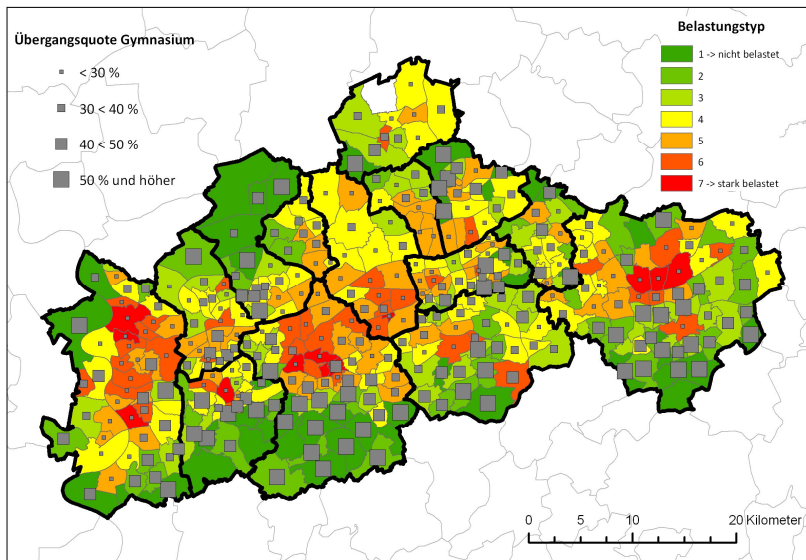 Übergangsquote Gymnasium
< 30 %
30 < 40 %
40 < 50 %
50 % und höher
Belastungstyp
1 -> nicht belastet
2
3
4
5
6
7 -> stark belastet
0 5 10 20 Kilometer